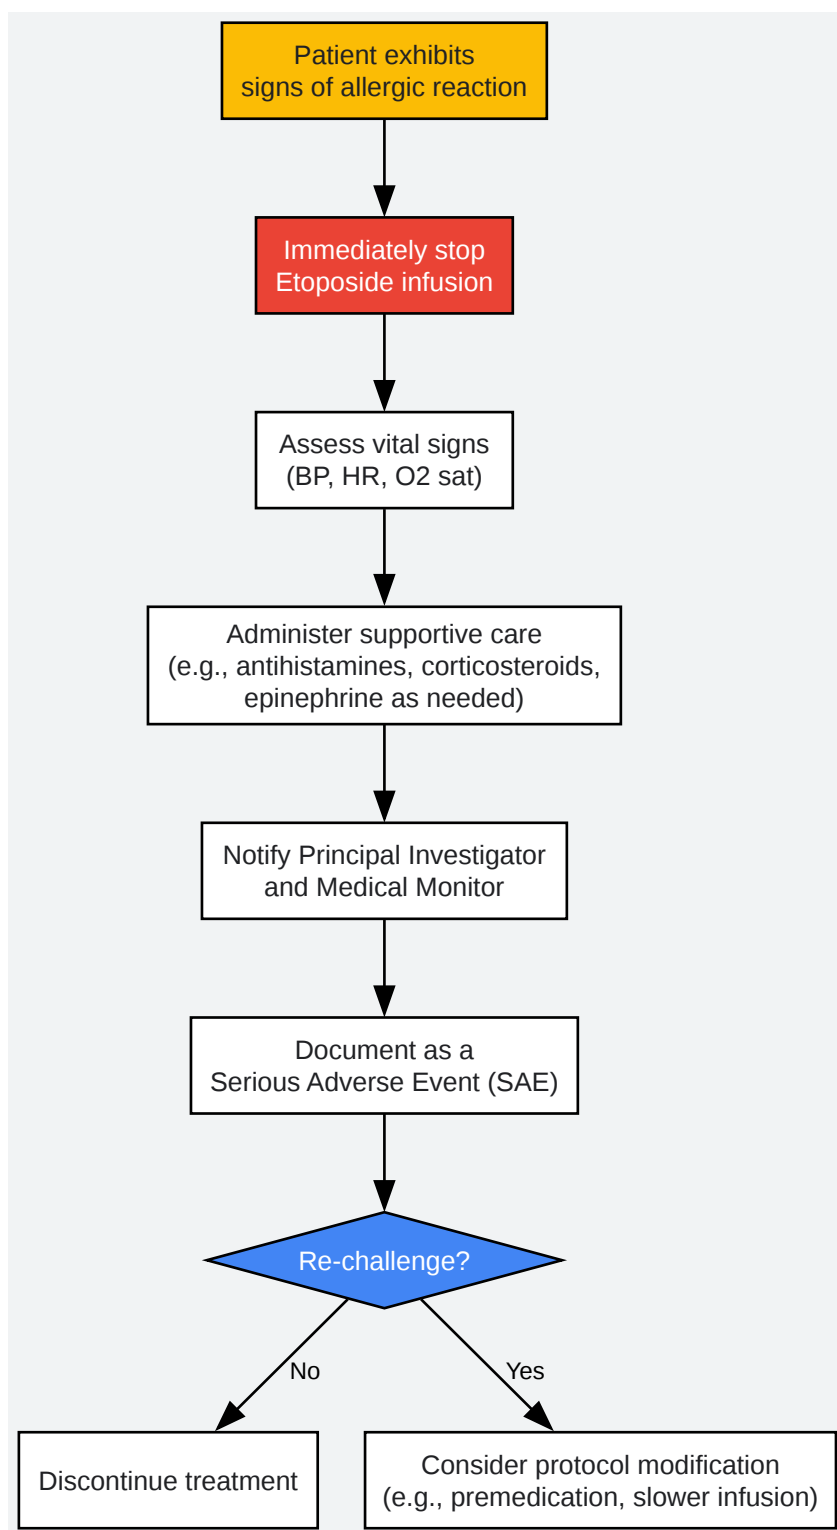 Patient exhibits
signs of allergic reaction
Immediately stop
Etoposide infusion
Assess vital signs
(BP, HR, O2 sat)
Administer supportive care
(e.g., antihistamines, corticosteroids,
epinephrine as needed)
Notify Principal Investigator
and Medical Monitor
Document as a
Serious Adverse Event (SAE)
Re-challenge?
No
Yes
Discontinue treatment
Consider protocol modification
(e.g., premedication, slower infusion)